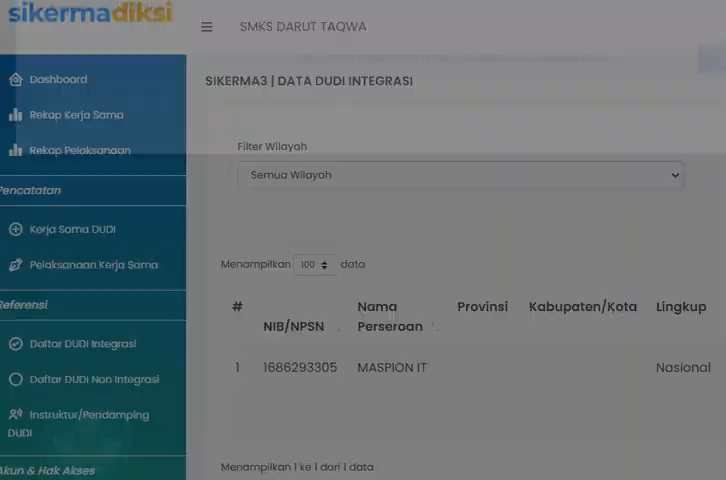 sikermadiksi
SMKS DARUT TAQWA
Dashboard
SIKERMA3 | DATA DUDI INTEGRASI
Rekap Kerja Sama
Rekap Pelaksanaan
Filter Wilayah
Semua Wilayah
Pencatatan
Kerja Sama DUDI
Pelaksanaan Kerja Sama
Menampilkan 100 data
Referensi
# NIB/NPSN Nama Perseroan Provinsi Kabupaten/Kota Lingkup
Daftar DUDI Integrasi
1 1686293305 MASPION IT Nasional
Daftar DUDI Non Integrasi
Instruktur/Pendamping
DUDI
Menampilkan 1 ke 1 dari 1 data
Akun & Hak Akses